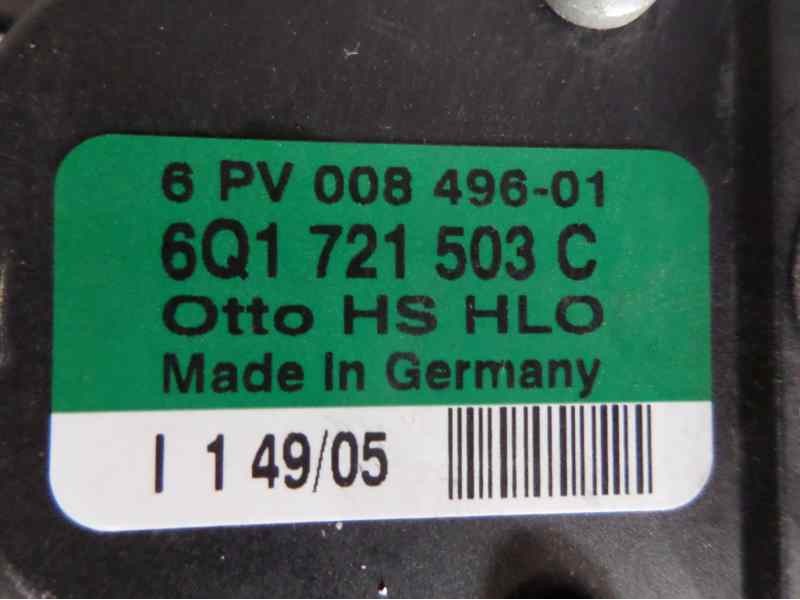 6 PV 008 496-01
6Q1 721 503 C
Otto HS HLO
Made in Germany
I 1 49/05